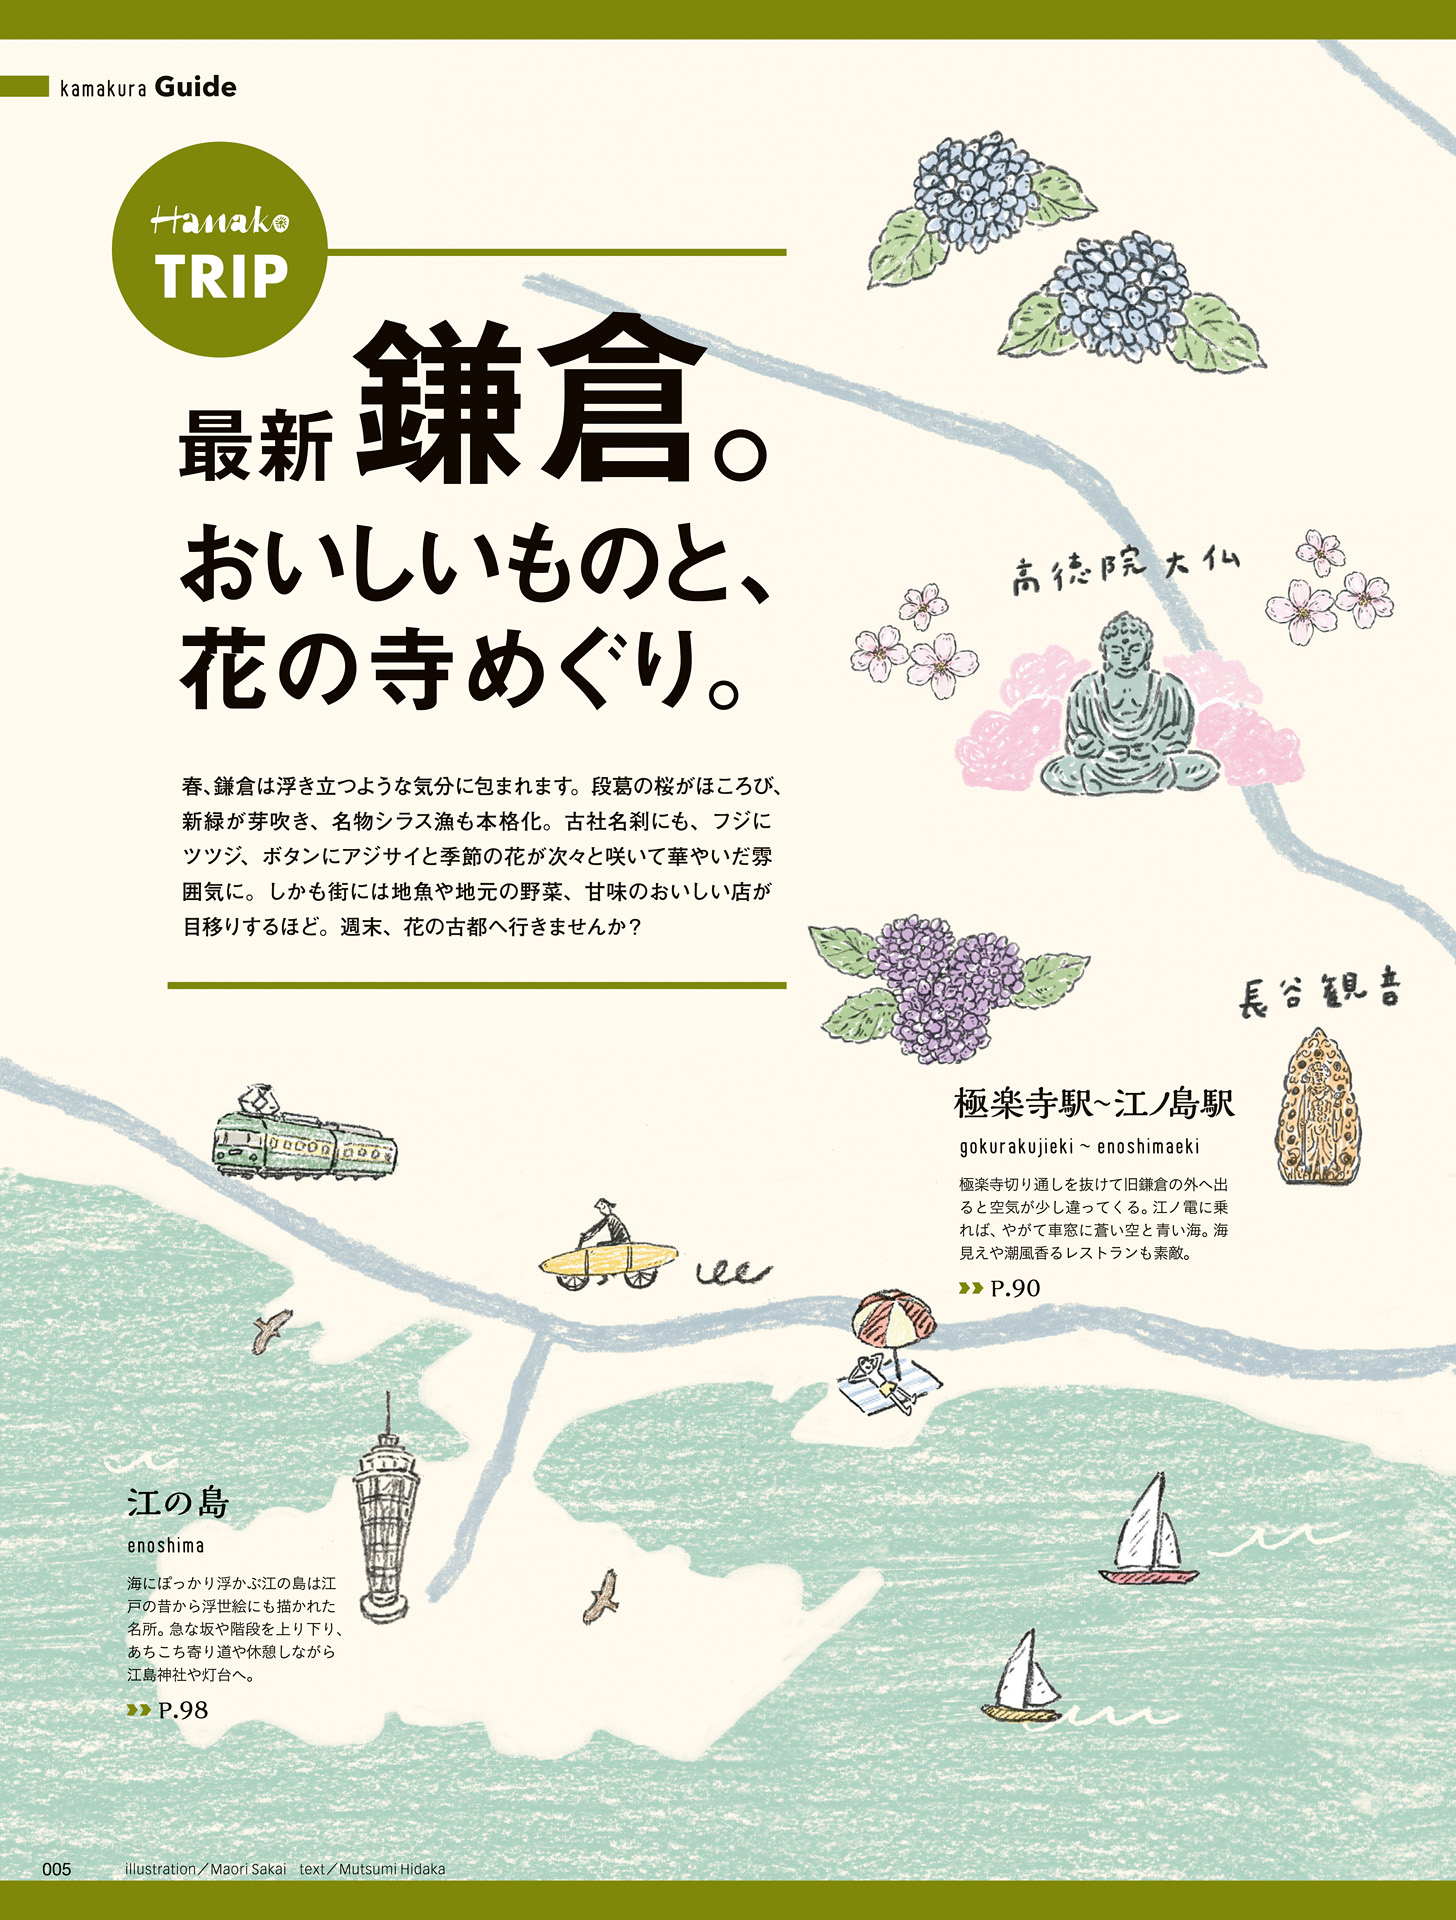 kamakura Guide
Hanako
TRIP
最新 鎌倉。
おいしいものと、
花の寺めぐり。
春、鎌倉は浮き立つような気分に包まれます。段葛の桜がほころび、
新緑が芽吹き、名物シラス漁も本格化。古社名刹にも、フジに
ツツジ、ボタンにアジサイと季節の花が次々と咲いて華やいだ雰
囲気に。しかも街には地魚や地元の野菜、甘味のおいしい店が
目移りするほど。週末、花の古都へ行きませんか？
高徳院大仏
長谷観音
極楽寺駅~江ノ島駅
gokurakujieki ~ enoshimaeki
極楽寺切り通しを抜けて旧鎌倉の外へ出
ると空気が少し違ってくる。江ノ電に乗
れば、やがて車窓に蒼い空と青い海。海
見えや潮風香るレストランも素敵。
P.90
江の島
enoshima
海にぽっかり浮かぶ江の島は江
戸の昔から浮世絵にも描かれた
名所。急な坂や階段を上り下り、
あちこち寄り道や休憩しながら
江島神社や灯台へ。
P.98
005 illustration／Maori Sakai text／Mutsumi Hidaka